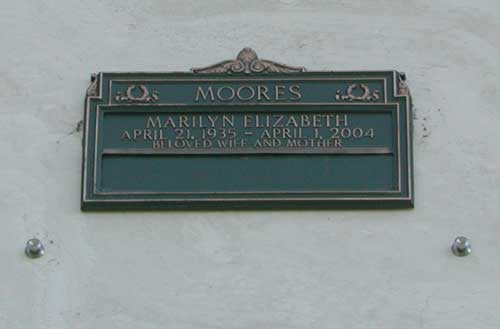 MOORES
MARILYN ELIZABETH
APRIL 21, 1935 – APRIL 1, 2004
BELOVED WIFE AND MOTHER